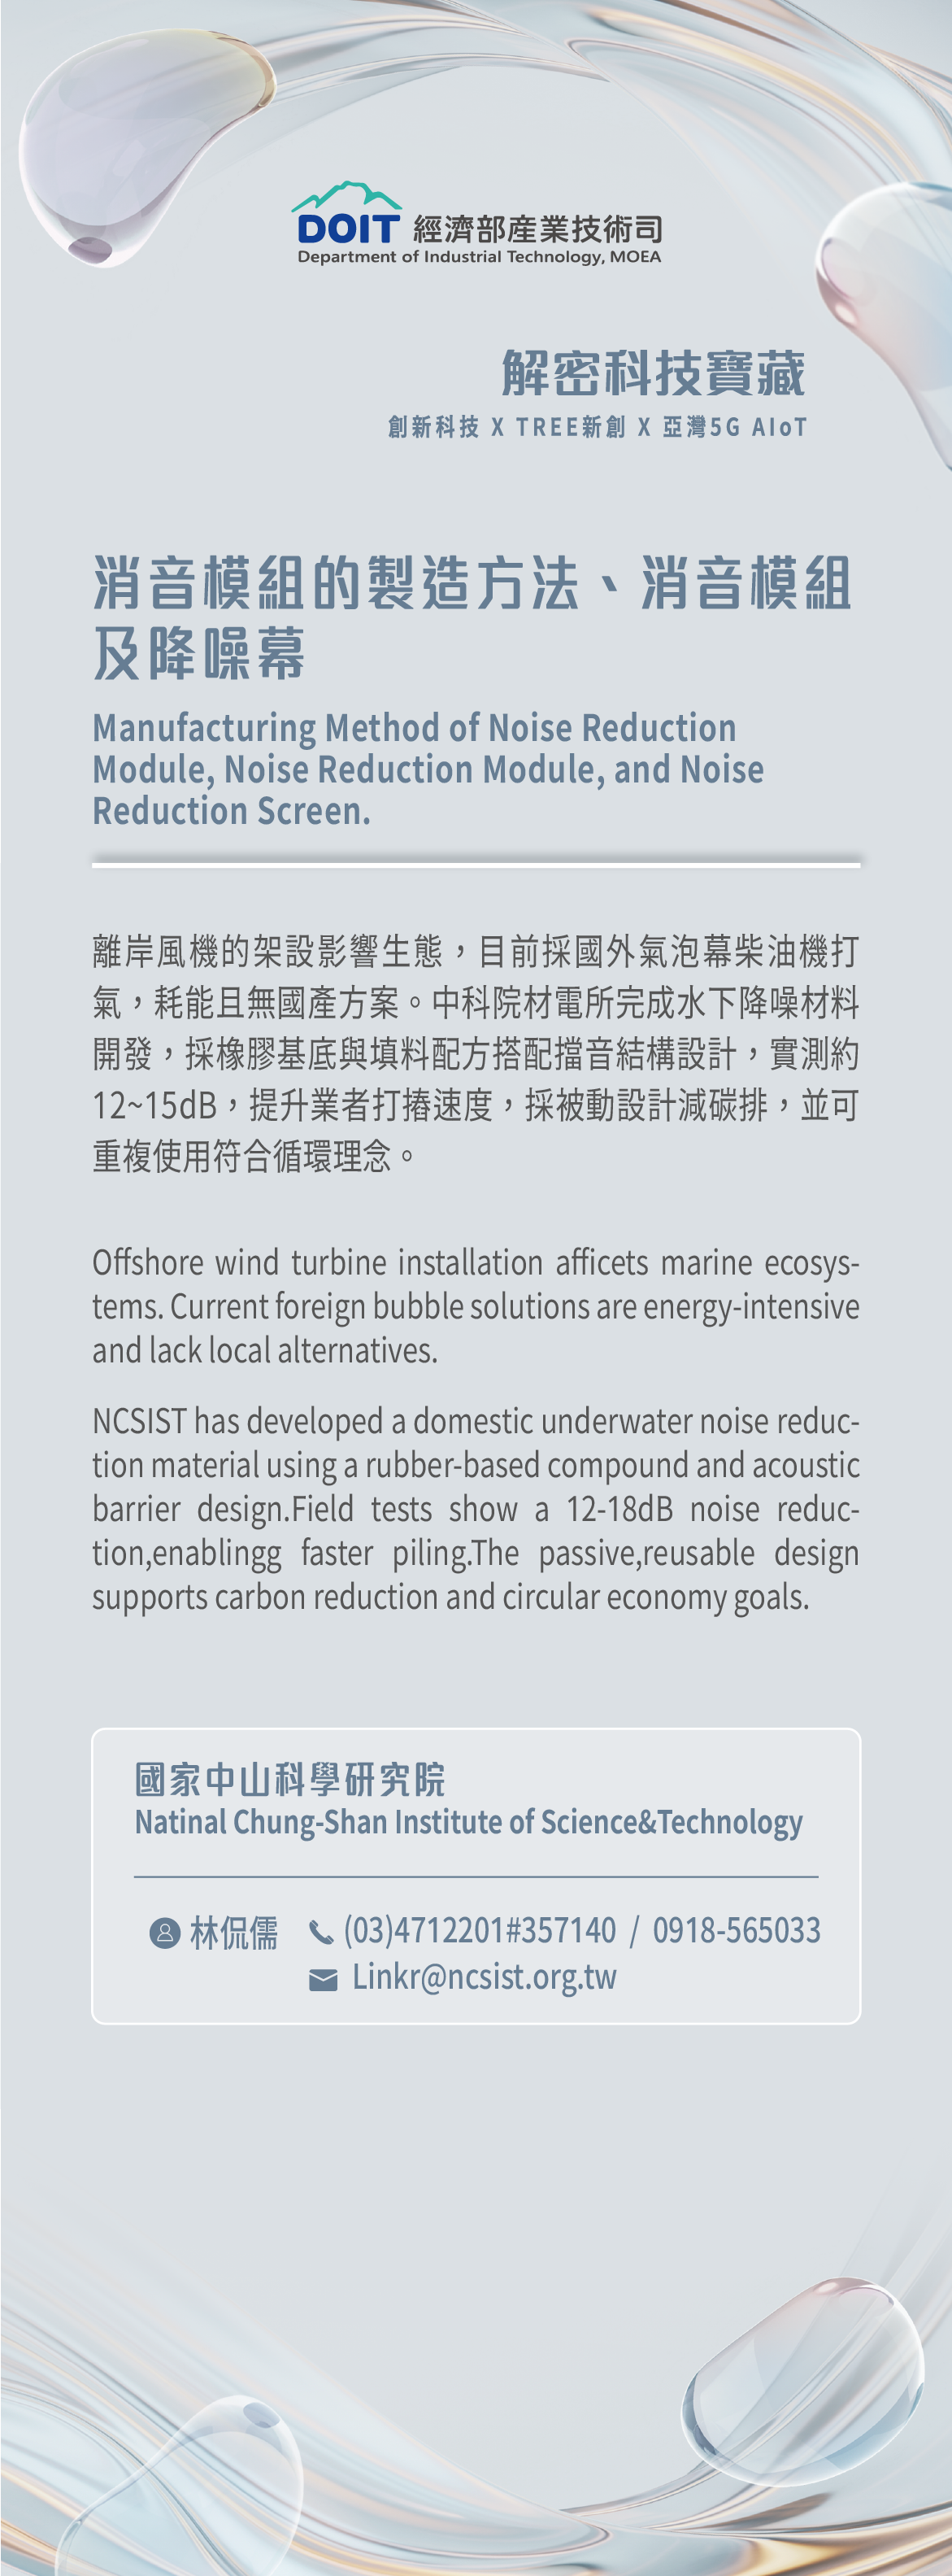 DOIT 經濟部產業技術司
Department of Industrial Technology, MOEA
解密科技寶藏
創新科技 X TREE新創 X 亞灣5G AIoT
消音模組的製造方法、消音模組
及降噪幕
Manufacturing Method of Noise Reduction
Module, Noise Reduction Module, and Noise
Reduction Screen.
離岸風機的架設影響生態，目前採國外氣泡幕柴油機打
氣，耗能且無國產方案。中科院材電所完成水下降噪材料
開發，採橡膠基底與填料配方搭配擋音結構設計，實測約
12~15dB，提升業者打摏速度，採被動設計減碳排，並可
重複使用符合循環理念。
Offshore wind turbine installation afficets marine ecosys-
tems. Current foreign bubble solutions are energy-intensive
and lack local alternatives.
NCSIST has developed a domestic underwater noise reduc-
tion material using a rubber-based compound and acoustic
barrier design.Field tests show a 12-18dB noise reduc-
tion,enablingg faster piling.The passive,reusable design
supports carbon reduction and circular economy goals.
國家中山科學研究院
Natinal Chung-Shan Institute of Science&Technology
林侃儒 (03)4712201#357140 / 0918-565033
Linkr@ncsist.org.tw